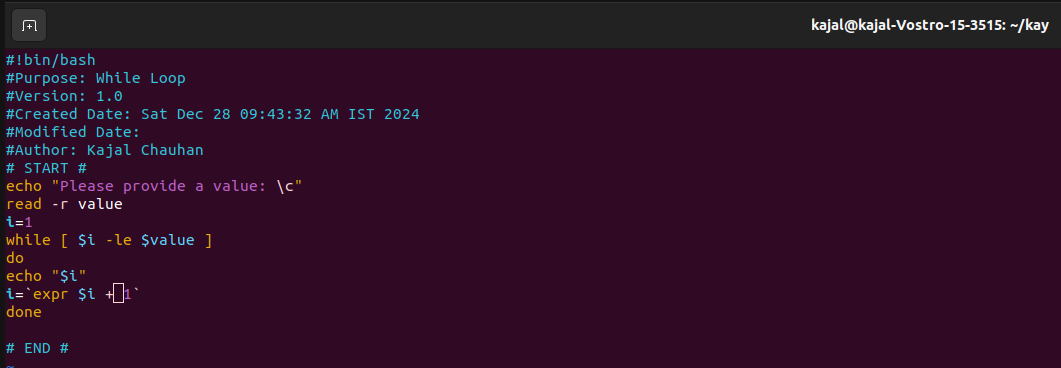 kajal@kajal-Vostro-15-3515: ~/kay
#!bin/bash
#Purpose: While Loop
#Version: 1.0
#Created Date: Sat Dec 28 09:43:32 AM IST 2024
#Modified Date:
#Author: Kajal Chauhan
# START #
echo "Please provide a value: \c"
read -r value
i=1
while [ $i -le $value ]
do
echo "$i"
i=`expr $i + 1`
done
# END #
~